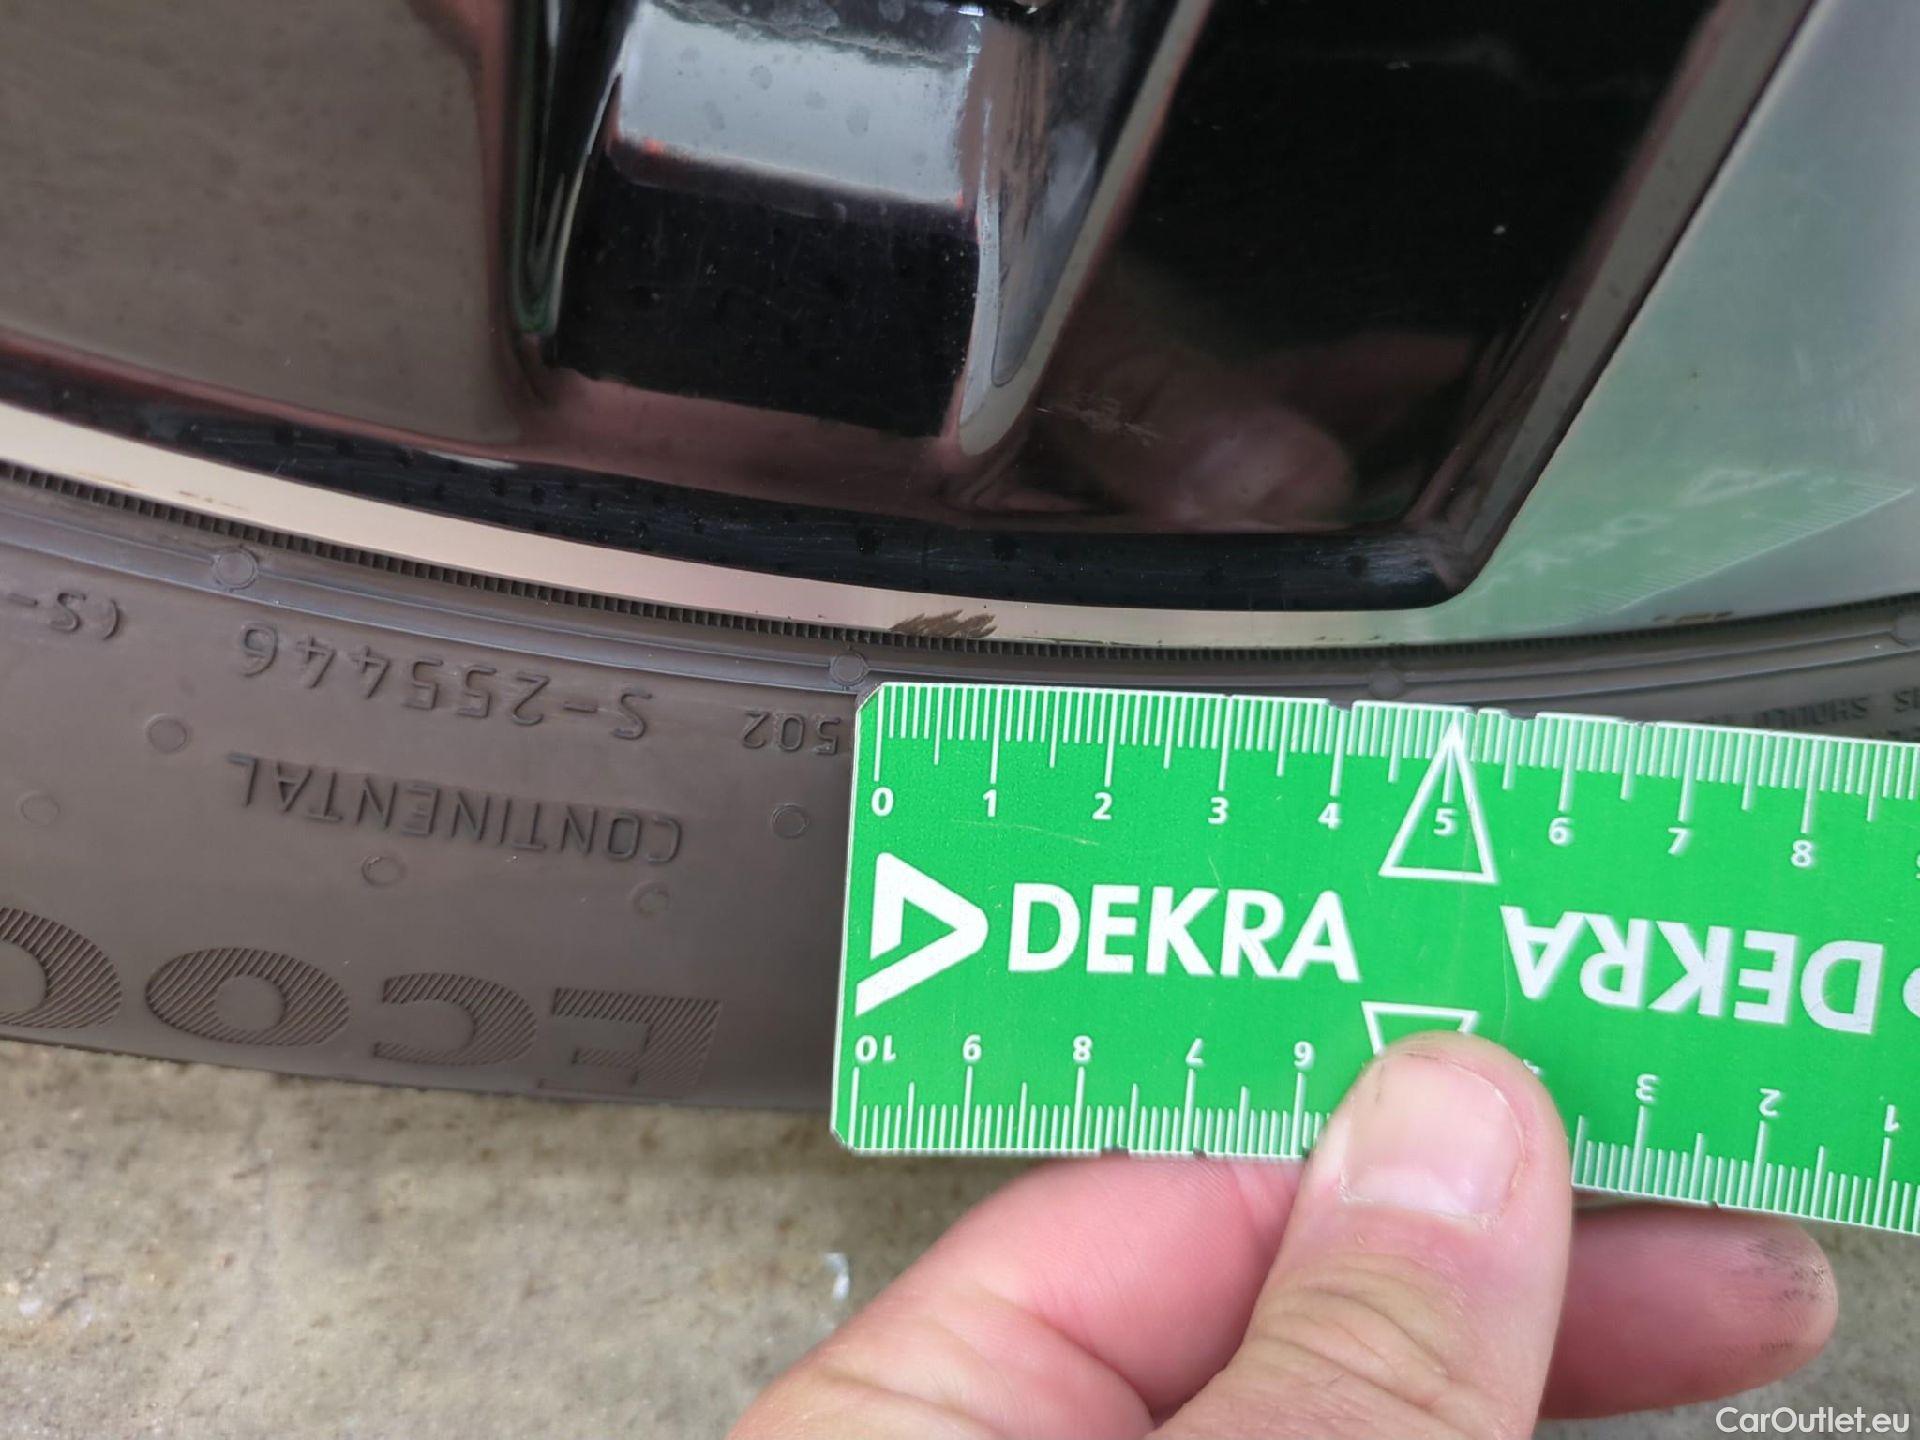 (S-
S-255446
502
CONTINENTAL
ECO
0 1 2 3 4 5 6 7 8
DEKRA
DEKRA
10 9 8 7 6 3 2 1
CarOutlet.eu